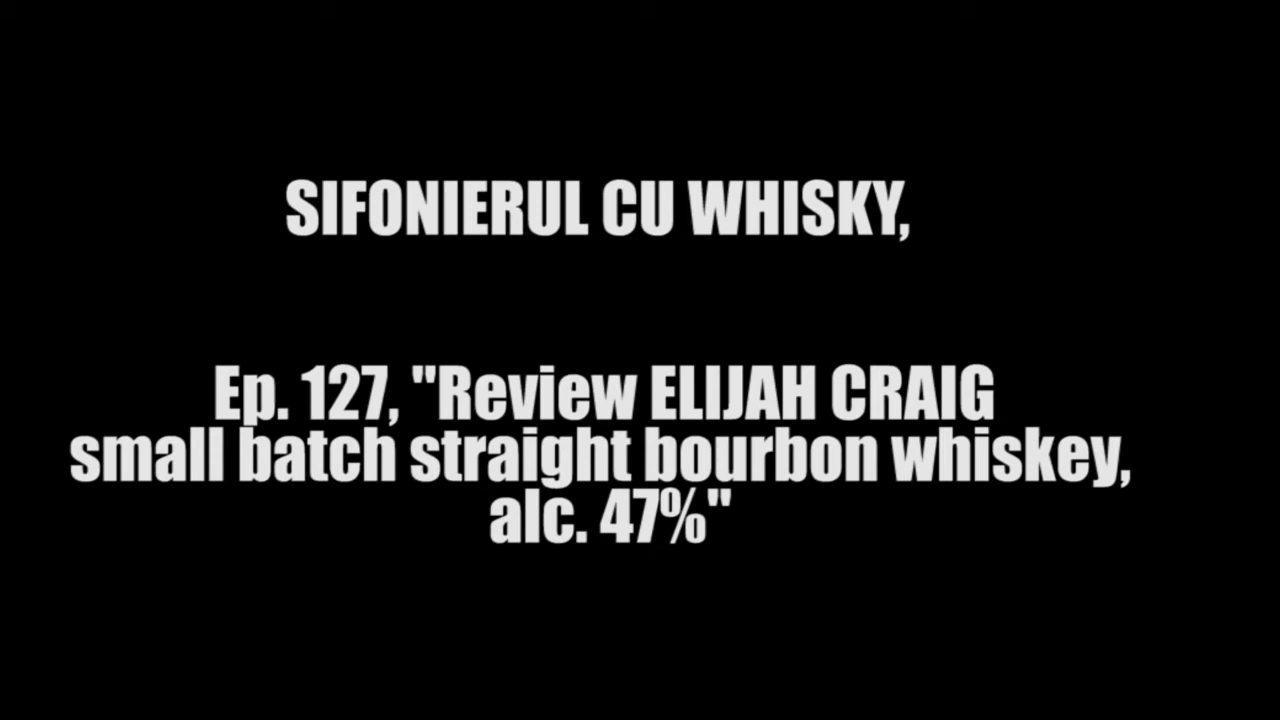 SIFONIERUL CU WHISKY,
Ep. 127, "Review ELIJAH CRAIG
small batch straight bourbon whiskey,
alc. 47%"